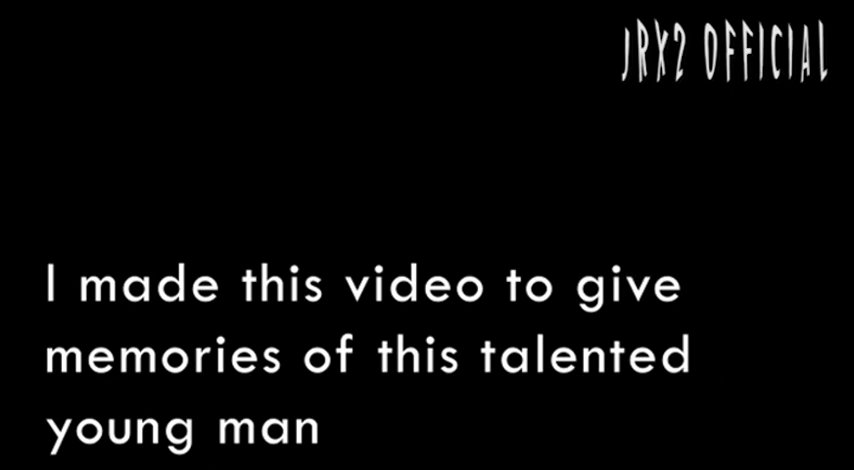 JRX2 OFFICIAL
I made this video to give
memories of this talented
young man